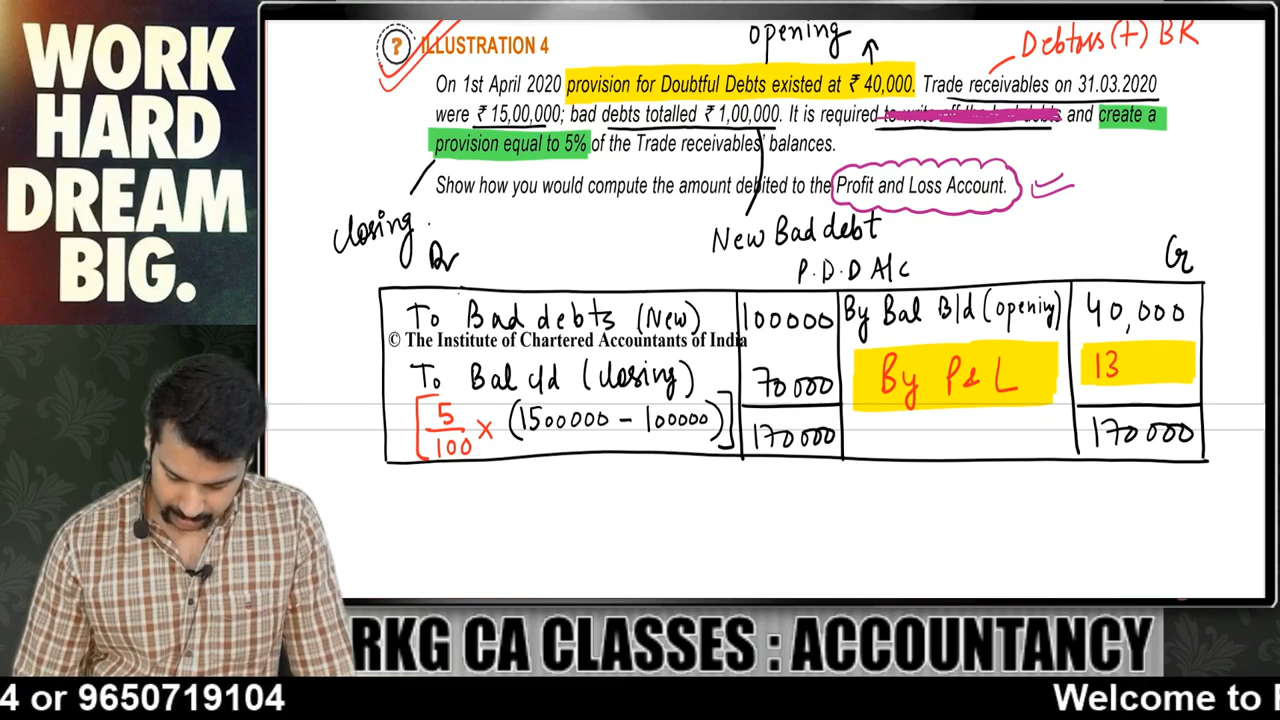 WORK
HARD
DREAM
BIG.
opening
Debtors (+) BR
? ILLUSTRATION 4
On 1st April 2020 provision for Doubtful Debts existed at ₹ 40,000. Trade receivables on 31.03.2020
were ₹ 15,00,000; bad debts totalled ₹ 1,00,000. It is required to write off the bad debts and create a
provision equal to 5% of the Trade receivables' balances.
Show how you would compute the amount debited to the Profit and Loss Account.
closing
New Bad debt
Dr
P.D.D A/C
Cr
To Bad debts (New) 100000 By Bal B/d (opening) 40,000
© The Institute of Chartered Accountants of India
To Bal c/d (closing) 70000 By P & L 13
[5/100 × (1500000 - 100000)] 170000 170000
RKG CA CLASSES : ACCOUNTANCY
4 or 9650719104
Welcome to